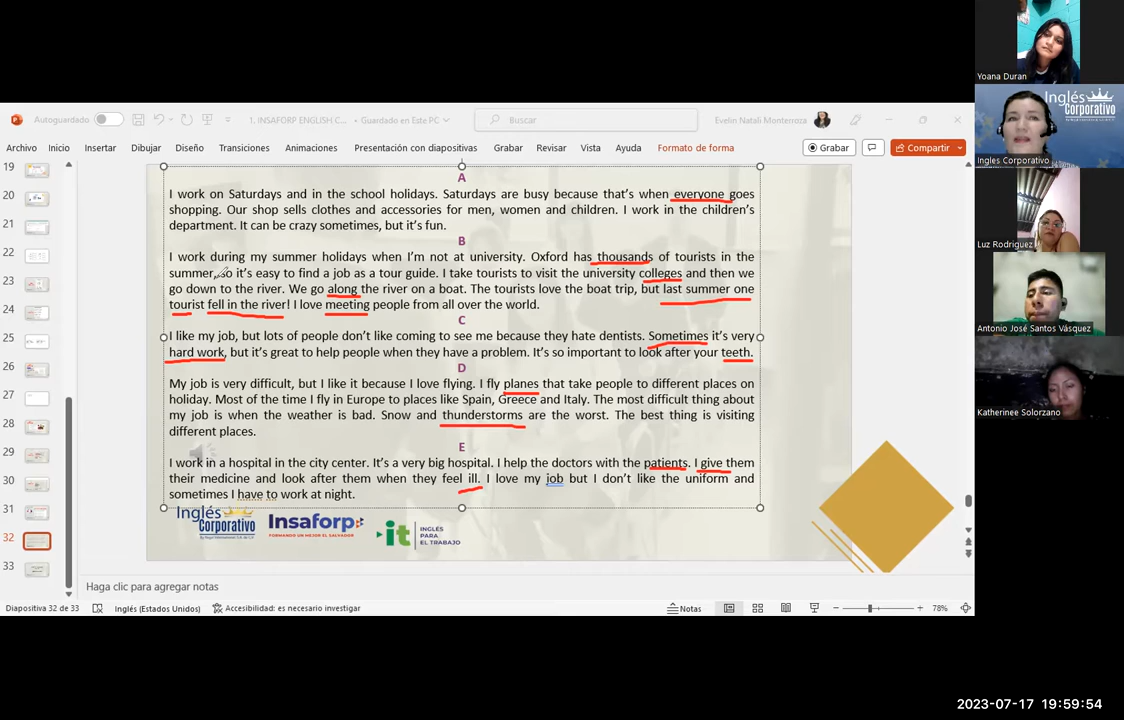 Autoguardado
1. INSAFORP ENGLISH C... • Guardado en Este PC
Buscar
Evelin Natali Monterroza
Archivo Inicio Insertar Dibujar Diseño Transiciones Animaciones Presentación con diapositivas Grabar Revisar Vista Ayuda Formato de forma
Grabar
Compartir
19
20
21
22
23
24
25
26
27
28
29
30
31
32
33
A
I work on Saturdays and in the school holidays. Saturdays are busy because that's when everyone goes
shopping. Our shop sells clothes and accessories for men, women and children. I work in the children's
department. It can be crazy sometimes, but it's fun.
B
I work during my summer holidays when I'm not at university. Oxford has thousands of tourists in the
summer, so it's easy to find a job as a tour guide. I take tourists to visit the university colleges and then we
go down to the river. We go along the river on a boat. The tourists love the boat trip, but last summer one
tourist fell in the river! I love meeting people from all over the world.
C
I like my job, but lots of people don't like coming to see me because they hate dentists. Sometimes it's very
hard work, but it's great to help people when they have a problem. It's so important to look after your teeth.
D
My job is very difficult, but I like it because I love flying. I fly planes that take people to different places on
holiday. Most of the time I fly in Europe to places like Spain, Greece and Italy. The most difficult thing about
my job is when the weather is bad. Snow and thunderstorms are the worst. The best thing is visiting
different places.
E
I work in a hospital in the city center. It's a very big hospital. I help the doctors with the patients. I give them
their medicine and look after them when they feel ill. I love my job but I don't like the uniform and
sometimes I have to work at night.
Inglés
Corporativo
Insaforp
FORMANDO UN MEJOR EL SALVADOR
it
INGLÉS
PARA
EL TRABAJO
Haga clic para agregar notas
Diapositiva 32 de 33
Inglés (Estados Unidos)
Accesibilidad: es necesario investigar
Notas
78%
Yoana Duran
Inglés
Corporativo
Ingles Corporativo
Luz Rodriguez
Antonio José Santos Vásquez
Katherinee Solorzano
2023-07-17 19:59:54